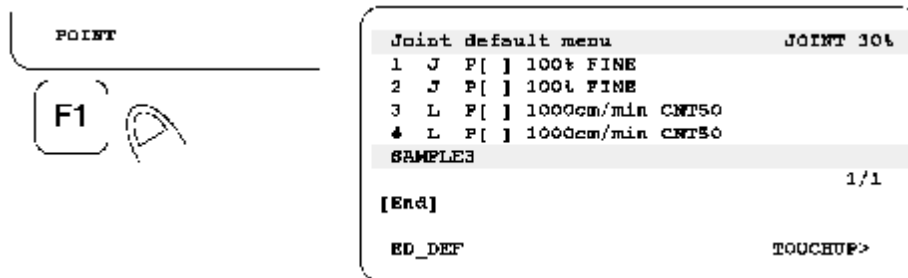 POINT
F1
Joint default menu JOINT 30%
1 J P[ ] 100% FINE
2 J P[ ] 100% FINE
3 L P[ ] 1000cm/min CNT50
4 L P[ ] 1000cm/min CNT50
SAMPLE3
1/1
[End]
ED_DEF TOUCHUP>